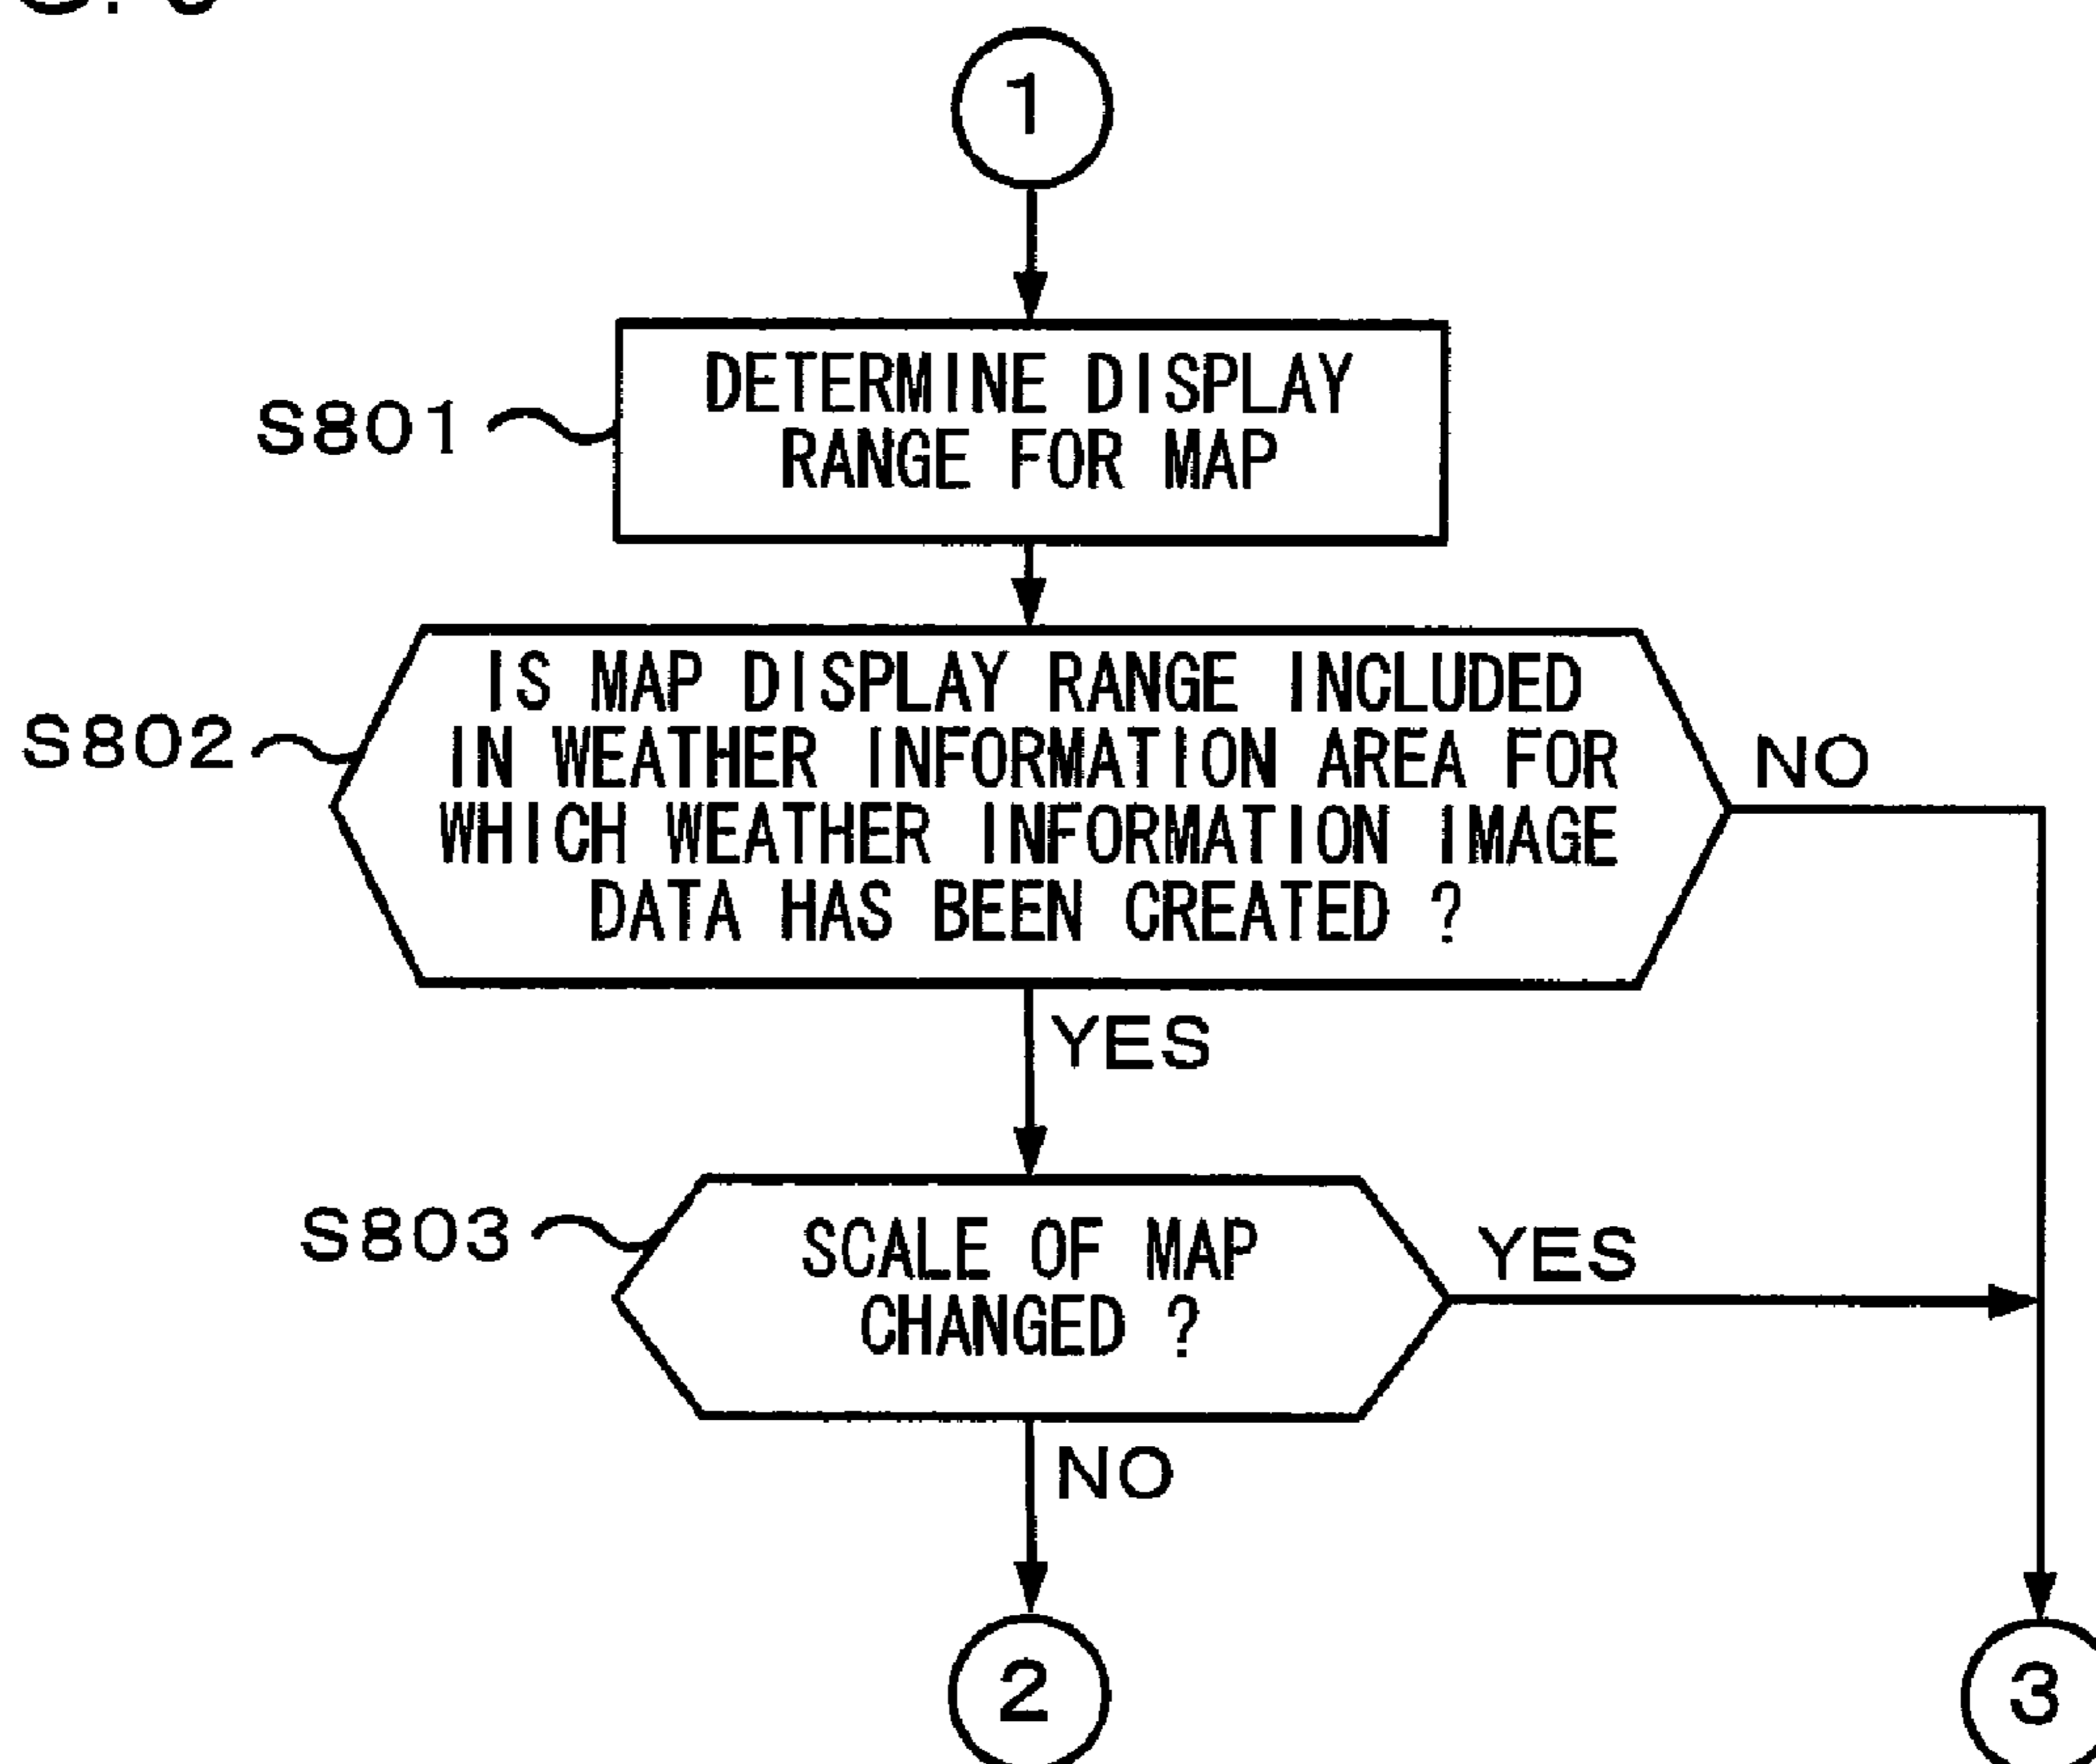 1
DETERMINE DISPLAY
RANGE FOR MAP
S801
IS MAP DISPLAY RANGE INCLUDED
IN WEATHER INFORMATION AREA FOR
WHICH WEATHER INFORMATION IMAGE
DATA HAS BEEN CREATED ?
S802
NO
YES
S803
SCALE OF MAP
CHANGED ?
YES
NO
2
3